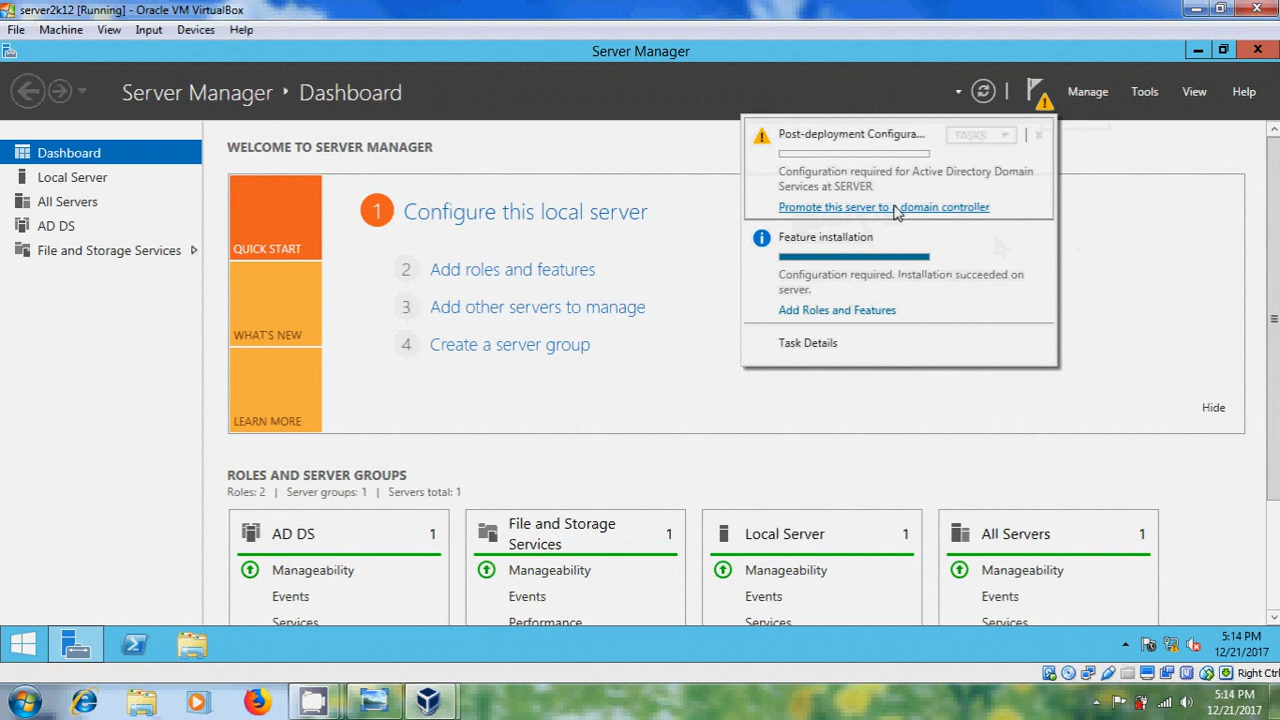 server2k12 [Running] - Oracle VM VirtualBox
File Machine View Input Devices Help
Server Manager
Server Manager • Dashboard
Manage Tools View Help
Dashboard
Local Server
All Servers
AD DS
File and Storage Services
WELCOME TO SERVER MANAGER
QUICK START
WHAT'S NEW
LEARN MORE
1 Configure this local server
2 Add roles and features
3 Add other servers to manage
4 Create a server group
Hide
Post-deployment Configura...
TASKS
Configuration required for Active Directory Domain
Services at SERVER
Promote this server to a domain controller
Feature installation
Configuration required. Installation succeeded on
server.
Add Roles and Features
Task Details
ROLES AND SERVER GROUPS
Roles: 2 | Server groups: 1 | Servers total: 1
AD DS 1
Manageability
Events
Services
File and Storage
Services 1
Manageability
Events
Performance
Local Server 1
Manageability
Events
Services
All Servers 1
Manageability
Events
Services
5:14 PM
12/21/2017
Right Ctrl
5:14 PM
12/21/2017